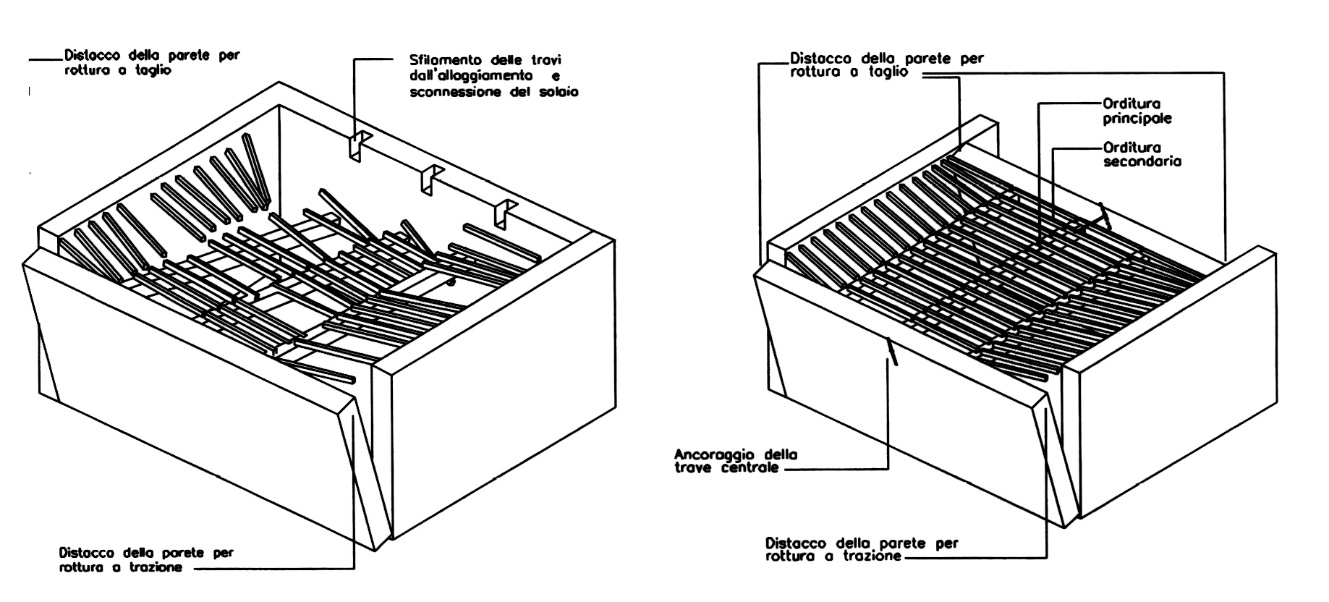 Distacco della parete per
rottura a taglio
Sfilamento delle travi
dall'alloggiamento e
sconnessione del solaio
Distacco della parete per
rottura a trazione
Distacco della parete per
rottura a taglio
Orditura
principale
Orditura
secondaria
Ancoraggio della
trave centrale
Distacco della parete per
rottura a trazione